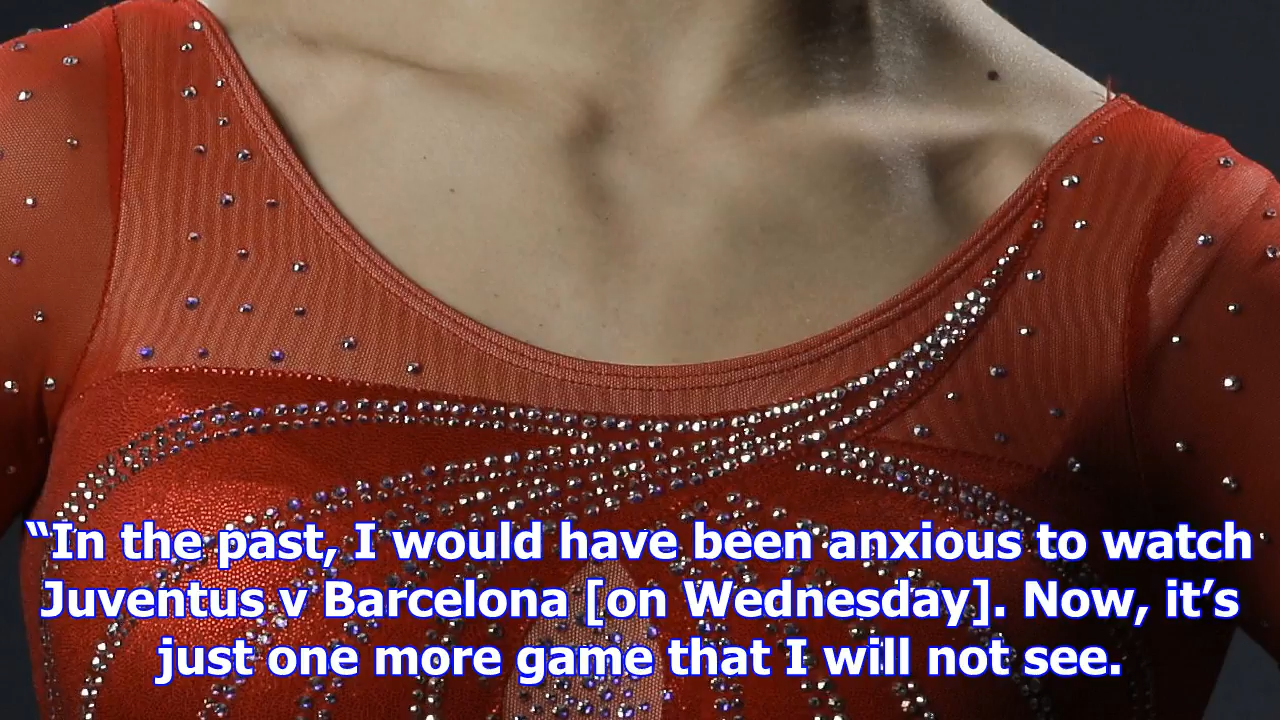 “In the past, I would have been anxious to watch
Juventus v Barcelona [on Wednesday]. Now, it’s
just one more game that I will not see.